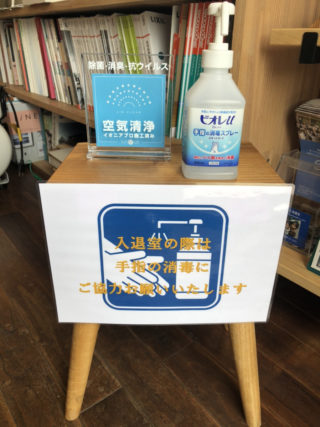 除菌・消臭・抗ウイルス
空気清浄
イオニアプロ施工済み
ビオレu
手指の消毒スプレー
入退室の際は
手指の消毒に
ご協力お願いいたします